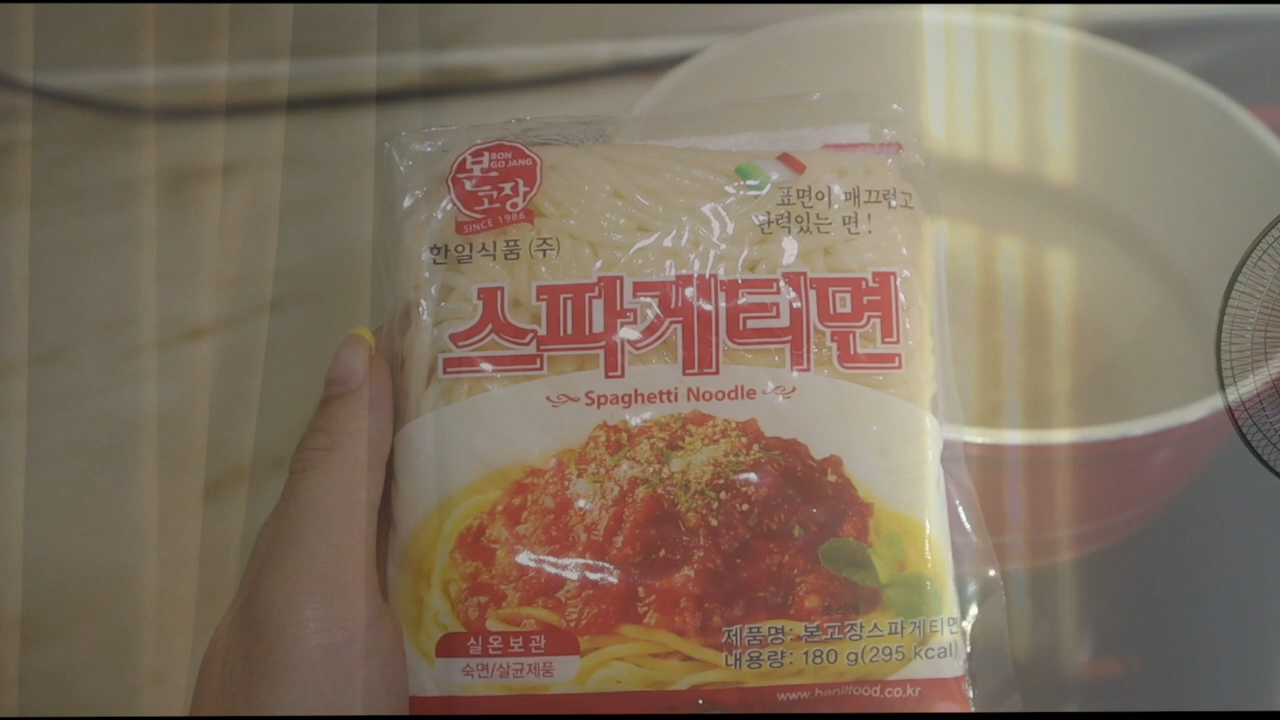 본 BON
고장 GO JANG
SINCE 1986
한일식품 (주)
표면이 매끄럽고
탄력있는 면!
스파게티면
Spaghetti Noodle
실온보관
숙면/살균제품
제품명: 본고장스파게티면
내용량: 180 g(295 kcal)
www.hanilfood.co.kr